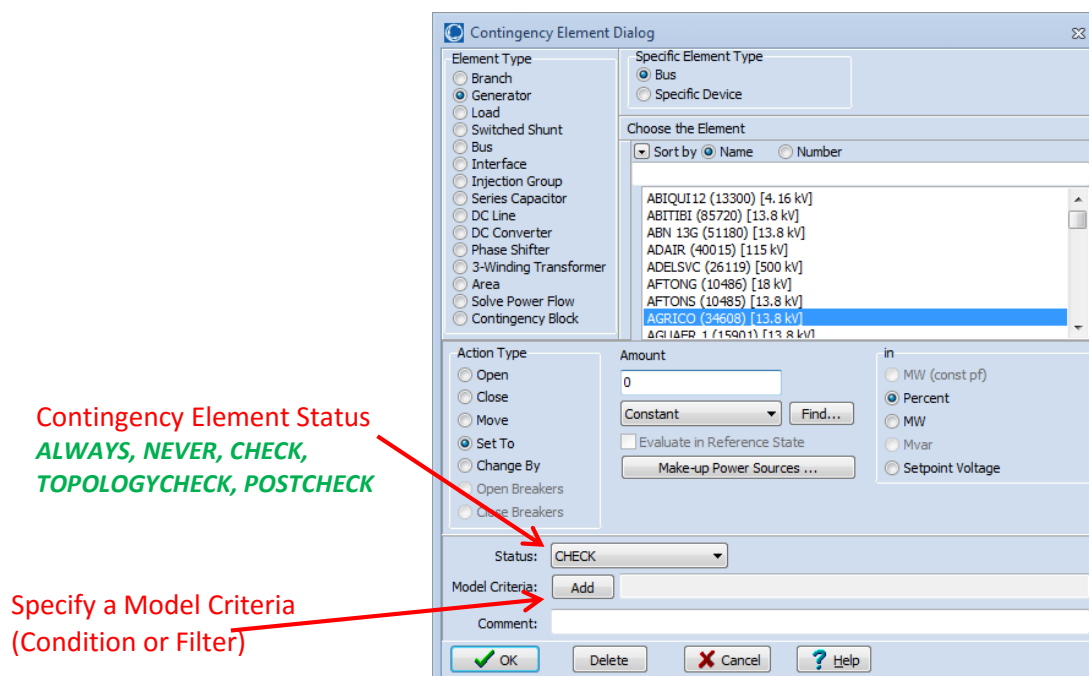 Contingency Element Dialog
Element Type
Branch
Generator
Load
Switched Shunt
Bus
Interface
Injection Group
Series Capacitor
DC Line
DC Converter
Phase Shifter
3-Winding Transformer
Area
Solve Power Flow
Contingency Block
Specific Element Type
Bus
Specific Device
Choose the Element
Sort by Name Number
ABIQUI12 (13300) [4.16 kV]
ABITIBI (85720) [13.8 kV]
ABN 13G (51180) [13.8 kV]
ADAIR (40015) [115 kV]
ADELSVC (26119) [500 kV]
AFTONG (10486) [18 kV]
AFTONS (10485) [13.8 kV]
AGRICO (34608) [13.8 kV]
AGUAFR 1 (15901) [13.8 kV]
Action Type
Open
Close
Move
Set To
Change By
Open Breakers
Close Breakers
Amount
0
Constant Find...
Evaluate in Reference State
Make-up Power Sources ...
in
MW (const pf)
Percent
MW
Mvar
Setpoint Voltage
Contingency Element Status
ALWAYS, NEVER, CHECK,
TOPOLOGYCHECK, POSTCHECK
Status: CHECK
Model Criteria: Add
Specify a Model Criteria
(Condition or Filter)
Comment:
OK Delete Cancel Help